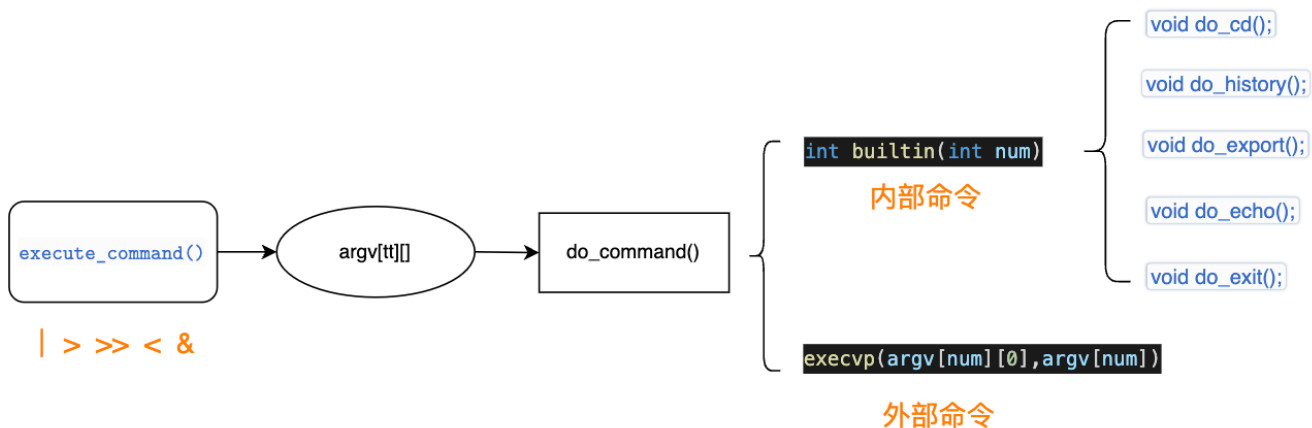 execute_command()
| > >> < &
argv[tt][]
do_command()
int builtin(int num)
内部命令
execvp(argv[num][0],argv[num])
外部命令
void do_cd();
void do_history();
void do_export();
void do_echo();
void do_exit();